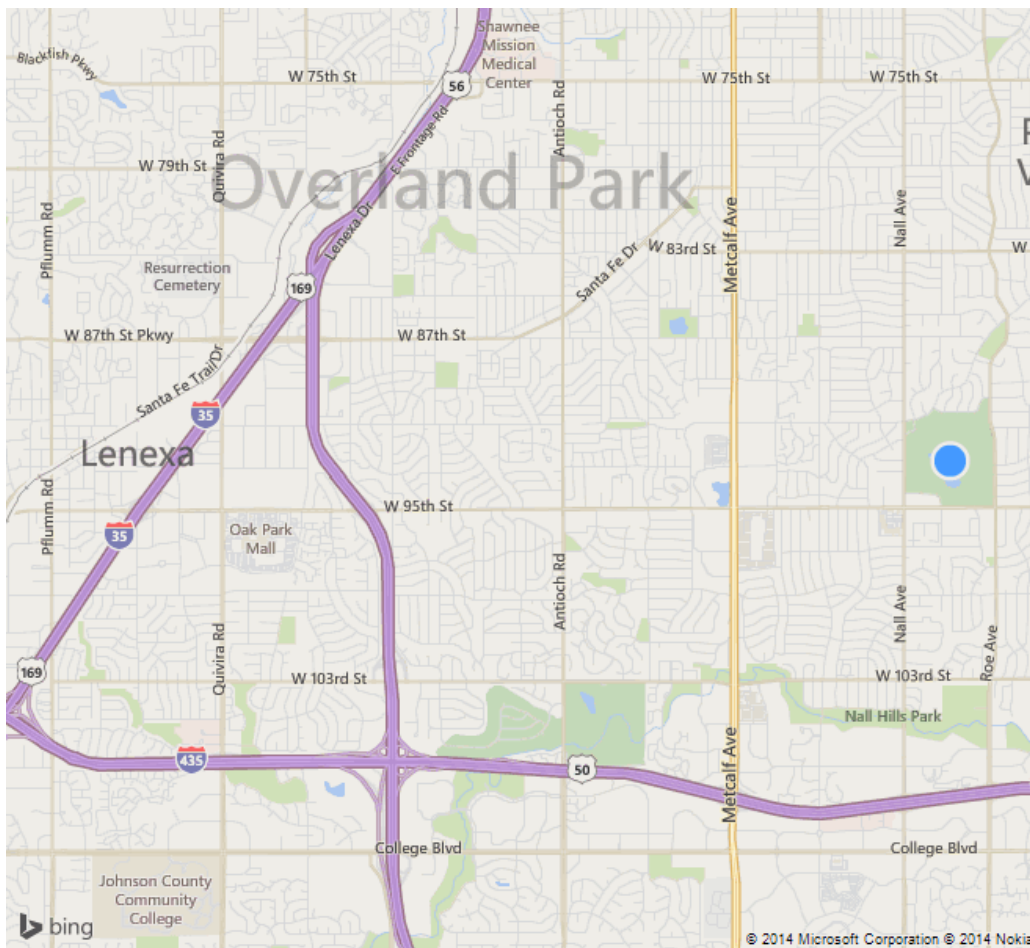 Shawnee
Mission
Medical
Center
Blackfish Pkwy
W 75th St
56
W 75th St
W 75th St
E Frontage Rd
Antioch Rd
Quivira Rd
W 79th St
Overland Park
P
V
Pflumm Rd
Lenexa Dr
Metcalf Ave
Nall Ave
W 83rd St
W
Resurrection
Cemetery
Santa Fe Dr
169
W 87th St Pkwy
W 87th St
Santa Fe Trail Dr
35
Lenexa
Pflumm Rd
W 95th St
35
Oak Park
Mall
Antioch Rd
Nall Ave
Quivira Rd
Roe Ave
169
W 103rd St
W 103rd St
Nall Hills Park
Metcalf Ave
435
50
College Blvd
College Blvd
Johnson County
Community
College
bing
© 2014 Microsoft Corporation © 2014 Nokia